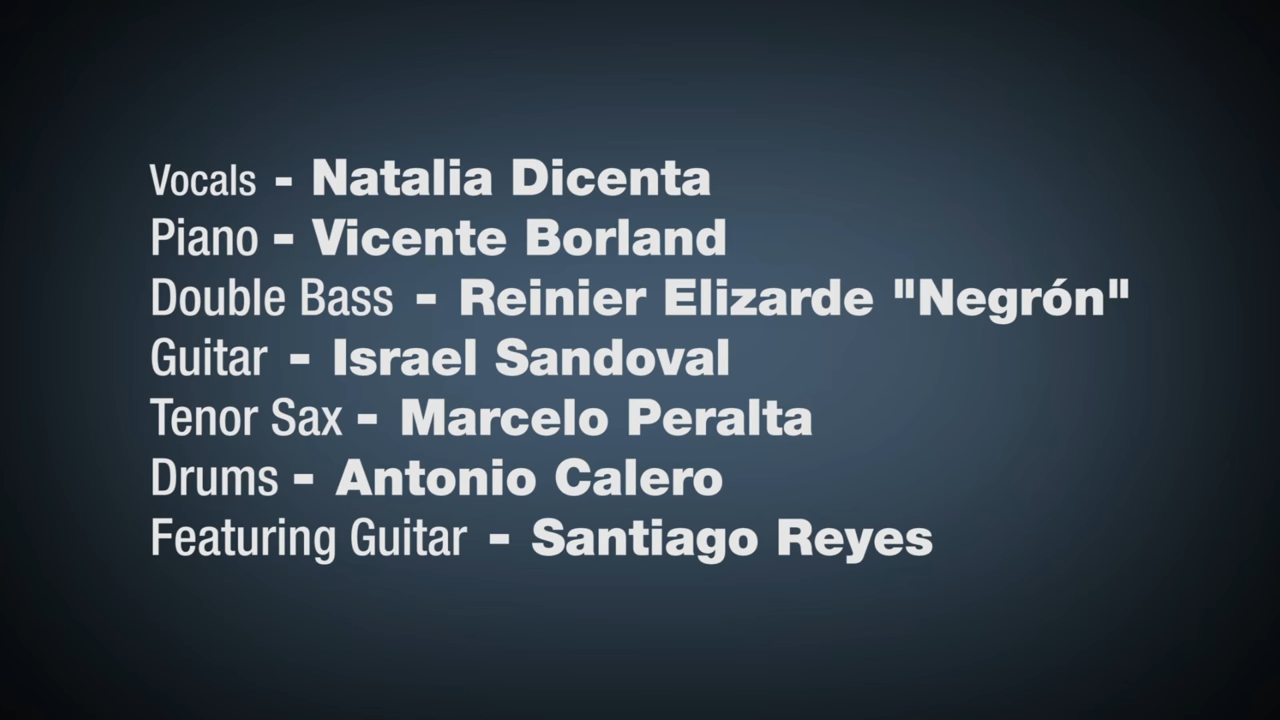 Vocals - Natalia Dicenta
Piano - Vicente Borland
Double Bass - Reinier Elizarde "Negrón"
Guitar - Israel Sandoval
Tenor Sax - Marcelo Peralta
Drums - Antonio Calero
Featuring Guitar - Santiago Reyes